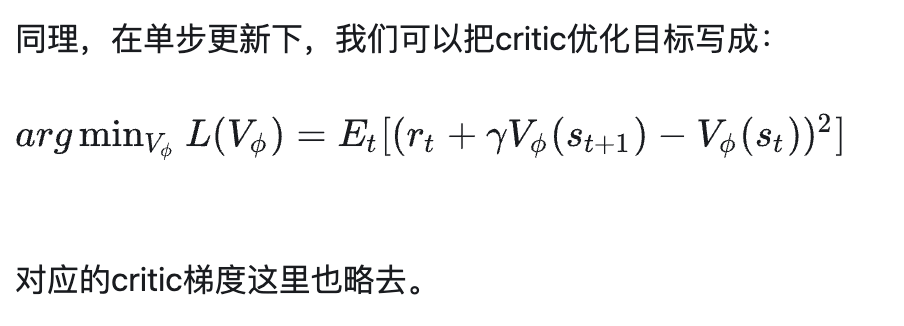 同理，在单步更新下，我们可以把critic优化目标写成：
$arg \min_{V_\phi} L(V_\phi) = E_t[(r_t + \gamma V_\phi(s_{t+1}) - V_\phi(s_t))^2]$
对应的critic梯度这里也略去。